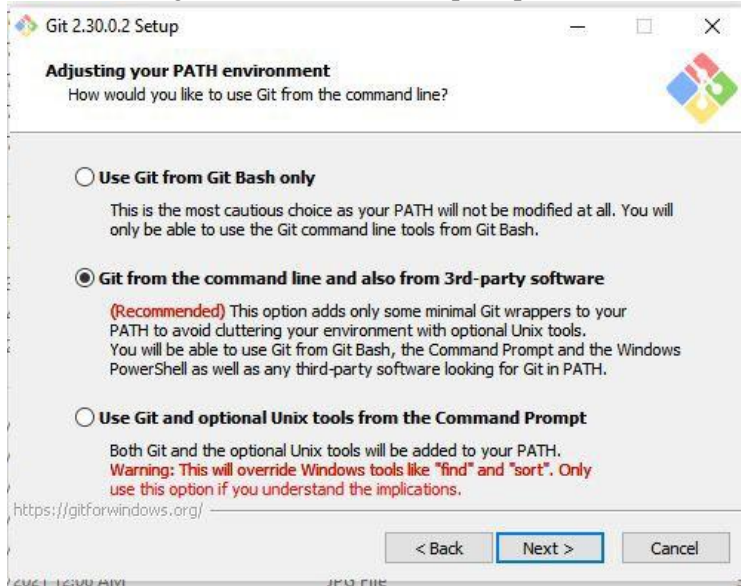 Git 2.30.0.2 Setup
Adjusting your PATH environment
How would you like to use Git from the command line?
Use Git from Git Bash only
This is the most cautious choice as your PATH will not be modified at all. You will
only be able to use the Git command line tools from Git Bash.
Git from the command line and also from 3rd-party software
(Recommended) This option adds only some minimal Git wrappers to your
PATH to avoid cluttering your environment with optional Unix tools.
You will be able to use Git from Git Bash, the Command Prompt and the Windows
PowerShell as well as any third-party software looking for Git in PATH.
Use Git and optional Unix tools from the Command Prompt
Both Git and the optional Unix tools will be added to your PATH.
Warning: This will override Windows tools like "find" and "sort". Only
use this option if you understand the implications.
https://gitforwindows.org/
< Back Next > Cancel
2021 12:06 AM JPG File